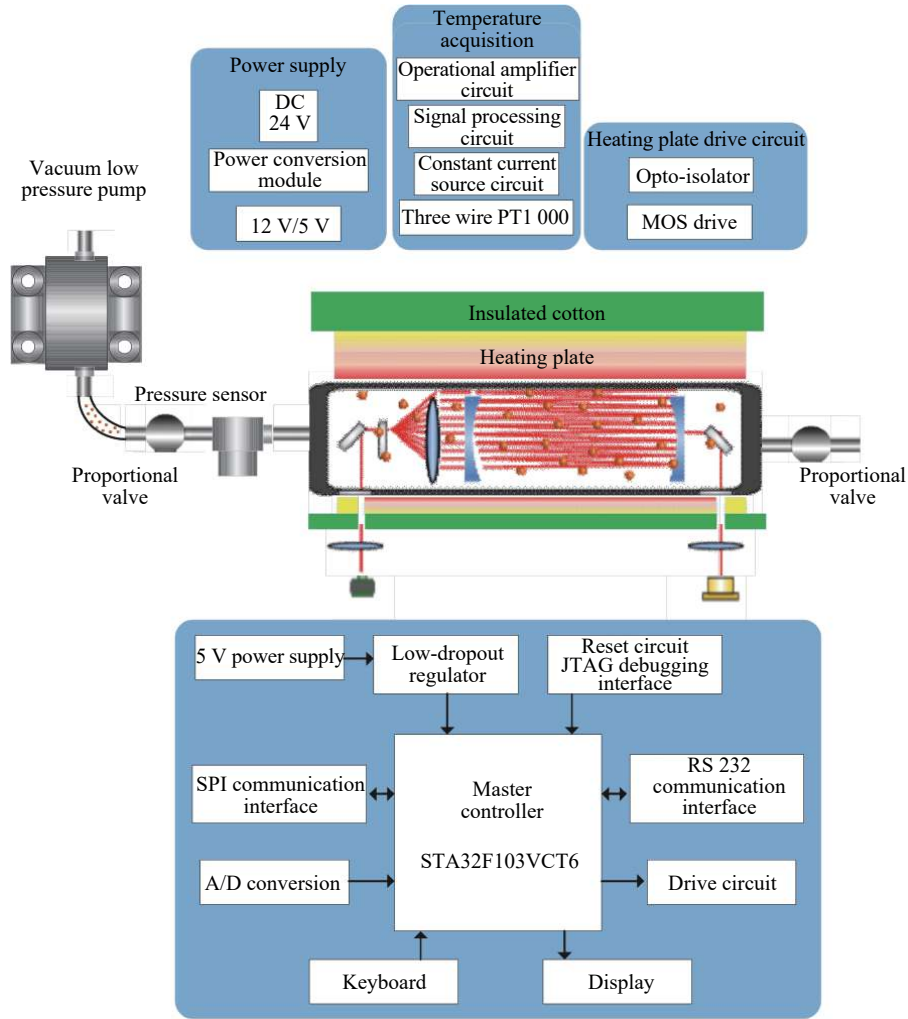 Temperature
acquisition
Operational amplifier
circuit
Signal processing
circuit
Constant current
source circuit
Three wire PT1 000
Power supply
DC
24 V
Power conversion
module
12 V/5 V
Heating plate drive circuit
Opto-isolator
MOS drive
Vacuum low
pressure pump
Insulated cotton
Heating plate
Pressure sensor
Proportional
valve
Proportional
valve
5 V power supply
Low-dropout
regulator
Reset circuit
JTAG debugging
interface
SPI communication
interface
Master
controller
STA32F103VCT6
RS 232
communication
interface
A/D conversion
Drive circuit
Keyboard
Display